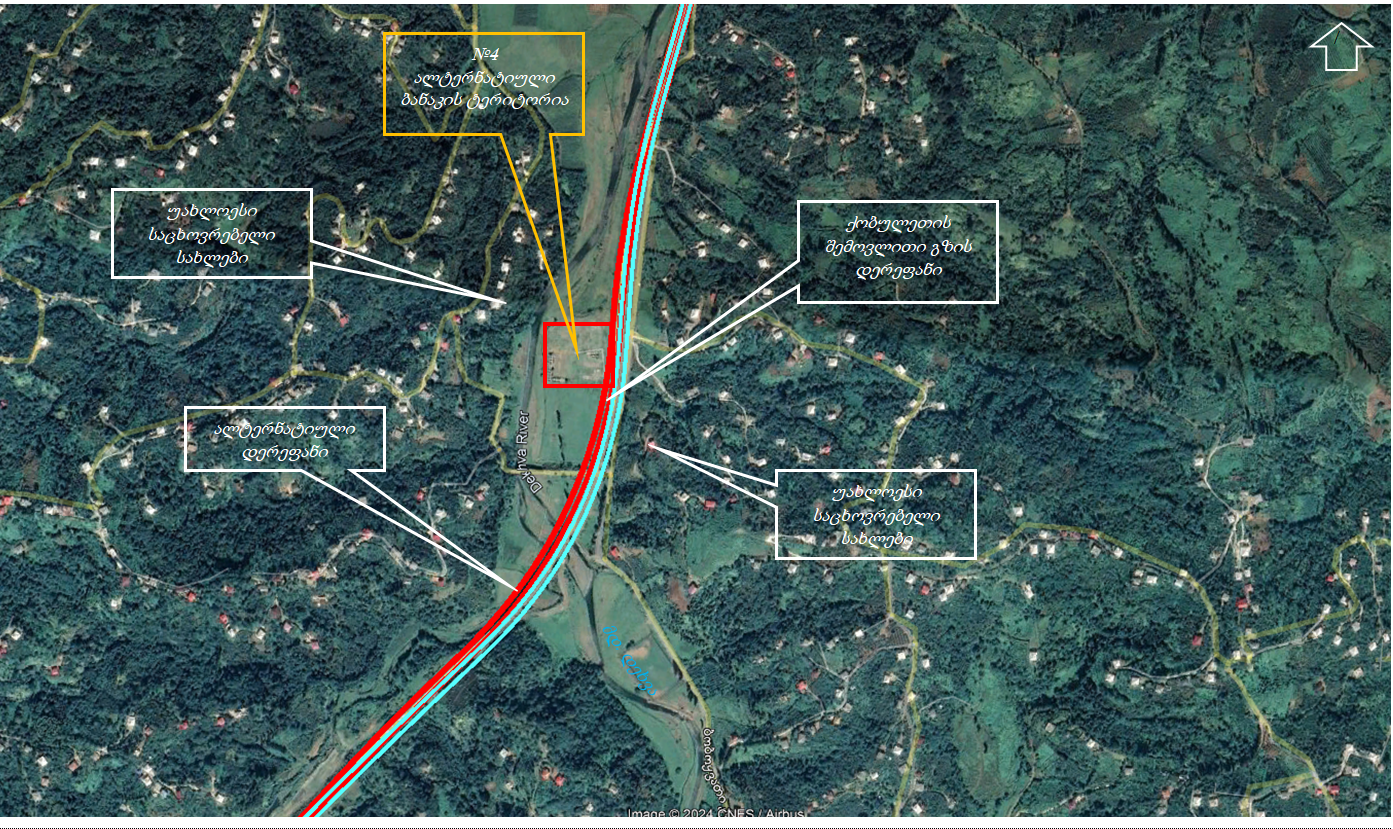 №4
ალტერნატიული
ბანაკის ტერიტორია
უახლოესი
საცხოვრებელი
სახლები
ქობულეთის
შემოვლითი გზის
დერეფანი
ალტერნატიული
დერეფანი
Dekhva River
უახლოესი
საცხოვრებელი
სახლები
Image © 2024 CNES / Airbus